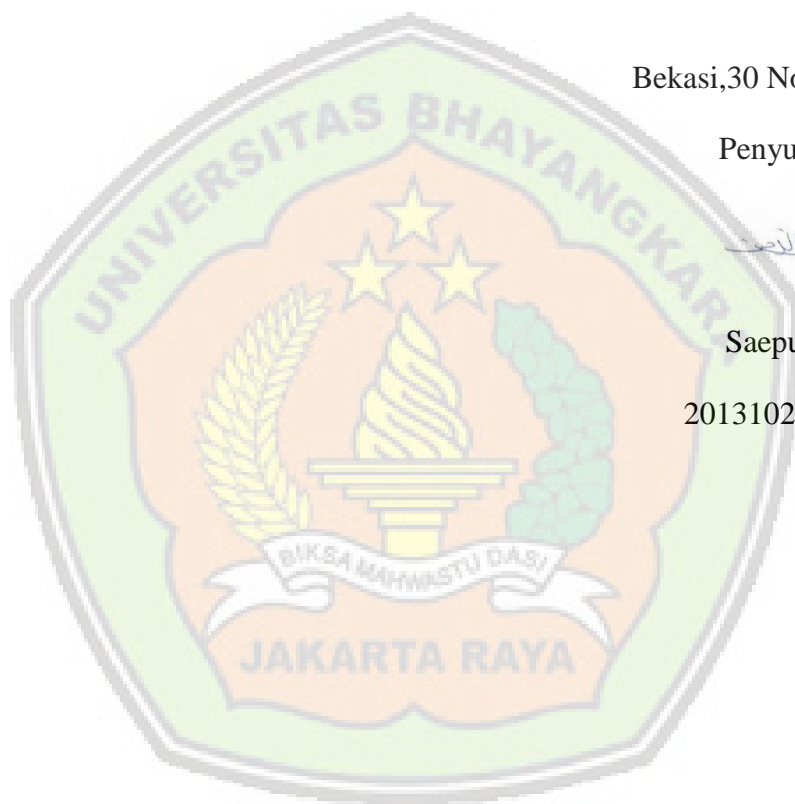 Bekasi,30 No
Penyu
Saepu
2013102
UNIVERSITAS BHAYANGKARA
BIKSA MAHWASTU DASI
JAKARTA RAYA